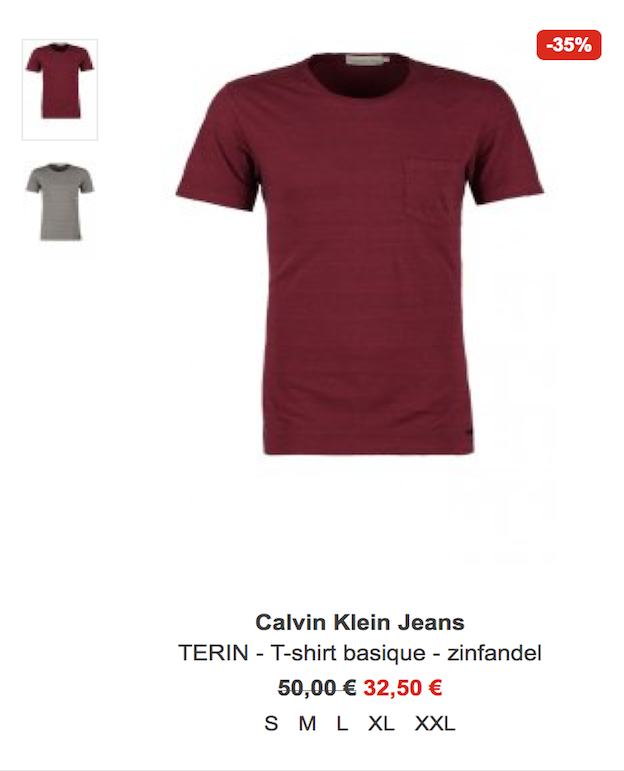 -35%
Calvin Klein Jeans
TERIN - T-shirt basique - zinfandel
50,00 € 32,50 €
S M L XL XXL